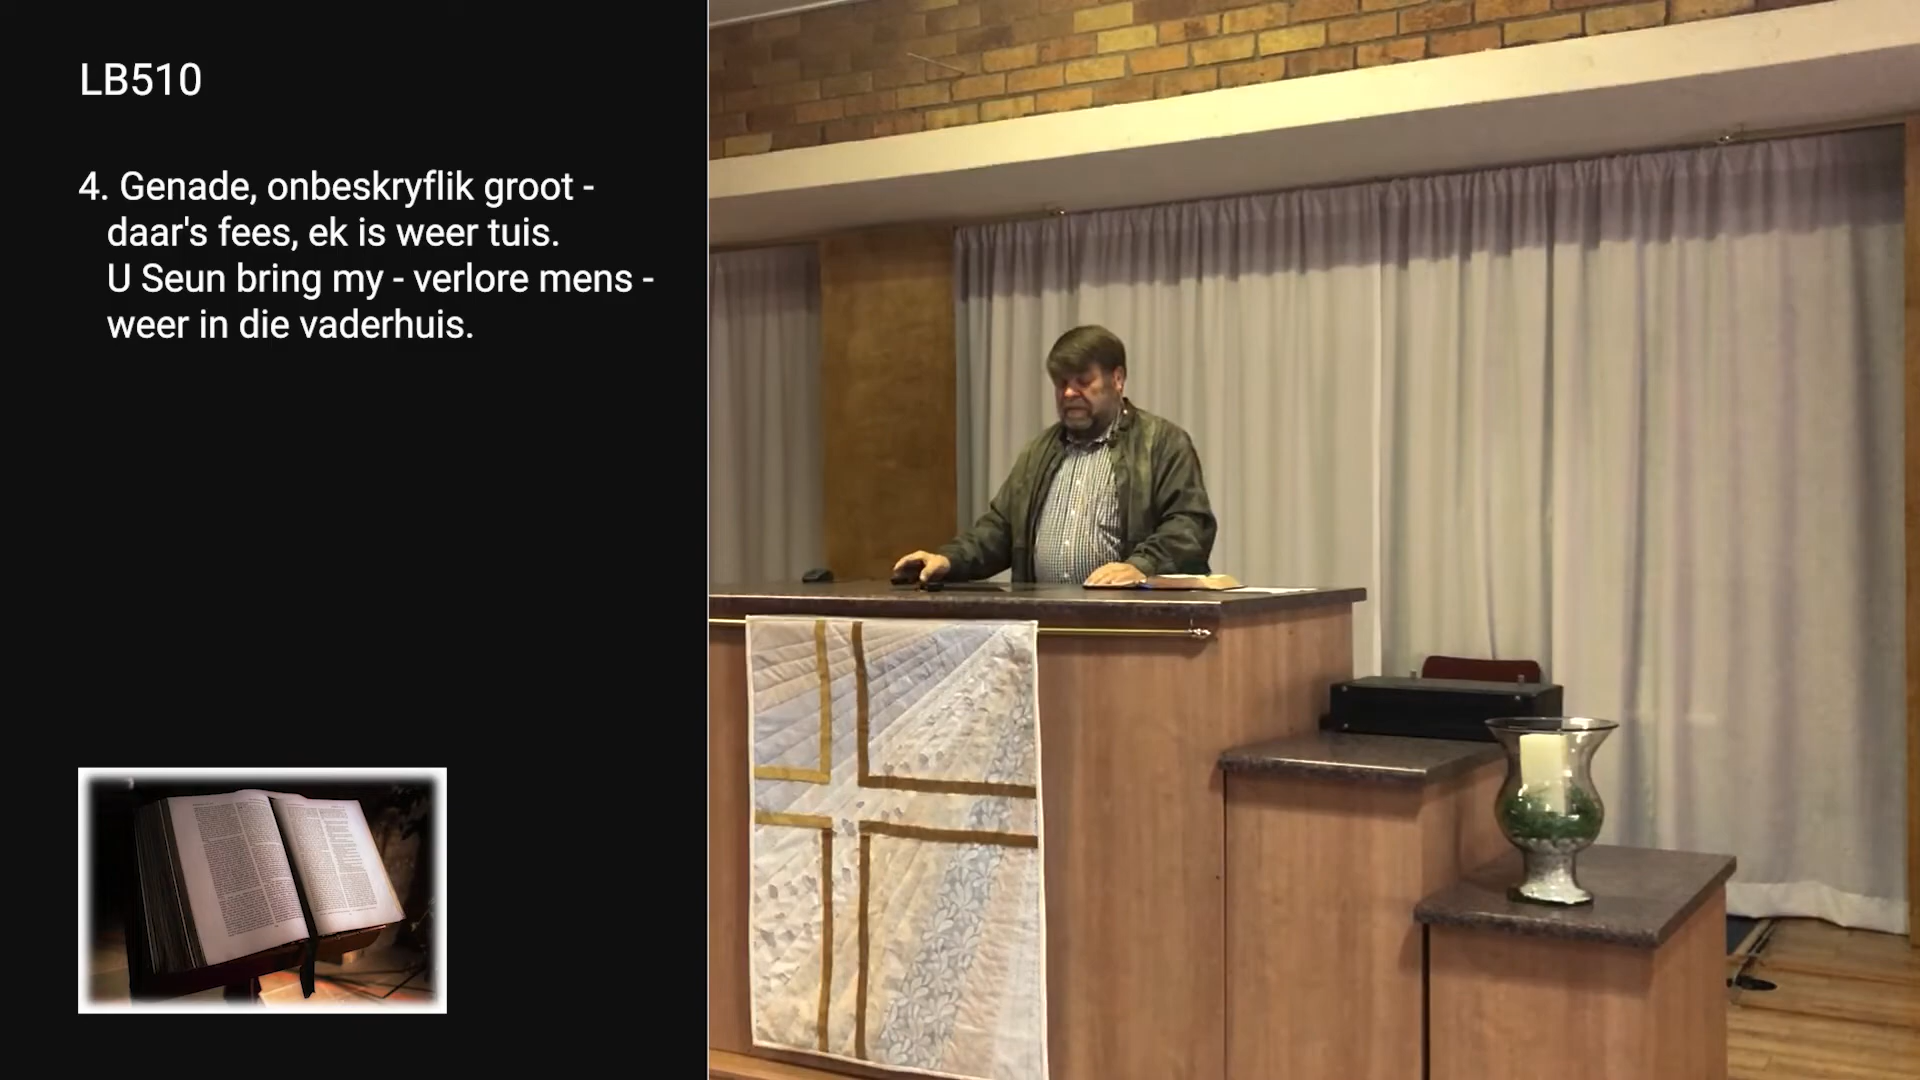 LB510
4. Genade, onbeskryflik groot -
daar's fees, ek is weer tuis.
U Seun bring my - verlore mens -
weer in die vaderhuis.